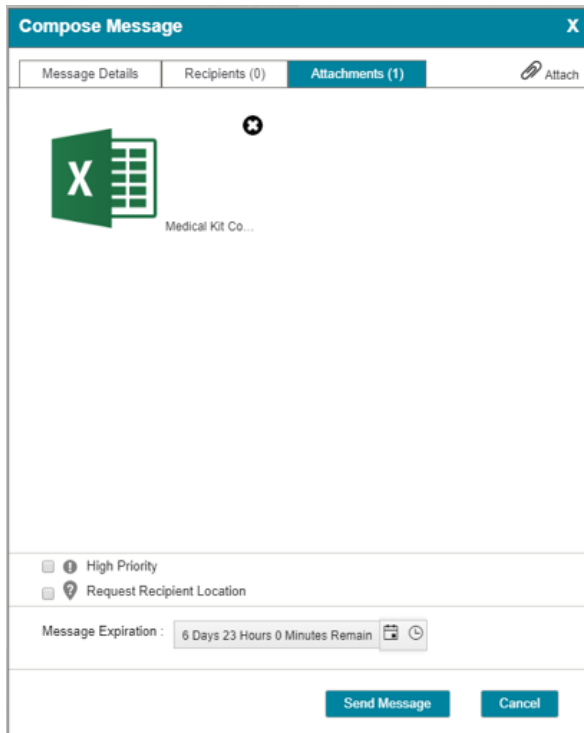 Compose Message X
Message Details Recipients (0) Attachments (1) Attach
X
Medical Kit Co...
High Priority
Request Recipient Location
Message Expiration : 6 Days 23 Hours 0 Minutes Remain
Send Message Cancel